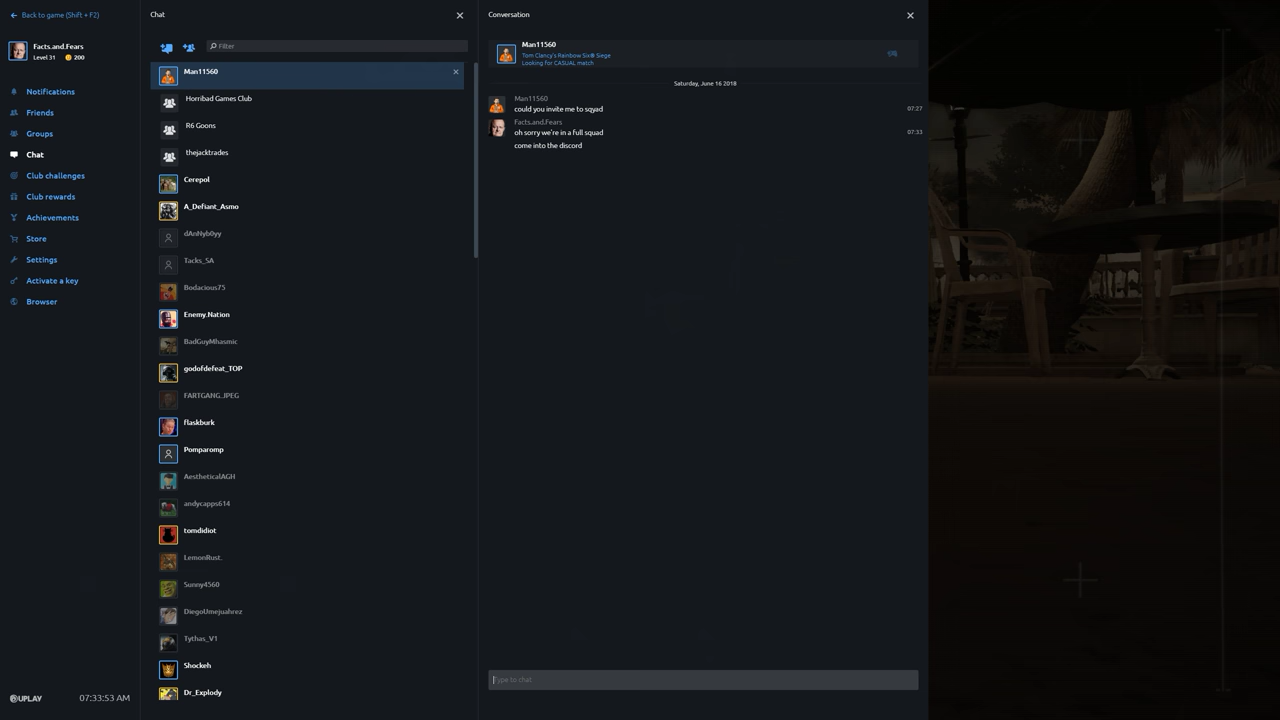 Back to game (Shift + F2)
Facts.and.Fears
Level 31 200
Notifications
Friends
Groups
Chat
Club challenges
Club rewards
Achievements
Store
Settings
Activate a key
Browser
UPLAY 07:33:53 AM
Chat
Filter
Man11560
Horribad Games Club
R6 Goons
thejacktrades
Cerepol
A_Defiant_Asmo
dAnNyb0yy
Tacks_SA
Bodacious75
Enemy.Nation
BadGuyMhasmic
godofdefeat_TOP
FARTGANG_JPEG
flaskburk
Pomparomp
AestheticalAGH
andycapps614
tomdidiot
LemonRust.
Sunny4560
DiegoUmejuahrez
Tythas_V1
Shockeh
Dr_Explody
Conversation
Man11560
Tom Clancy's Rainbow Six® Siege
Looking for CASUAL match
Saturday, June 16 2018
Man11560
could you invite me to sqyad 07:27
Facts.and.Fears
oh sorry we're in a full squad 07:33
come into the discord
Type to chat